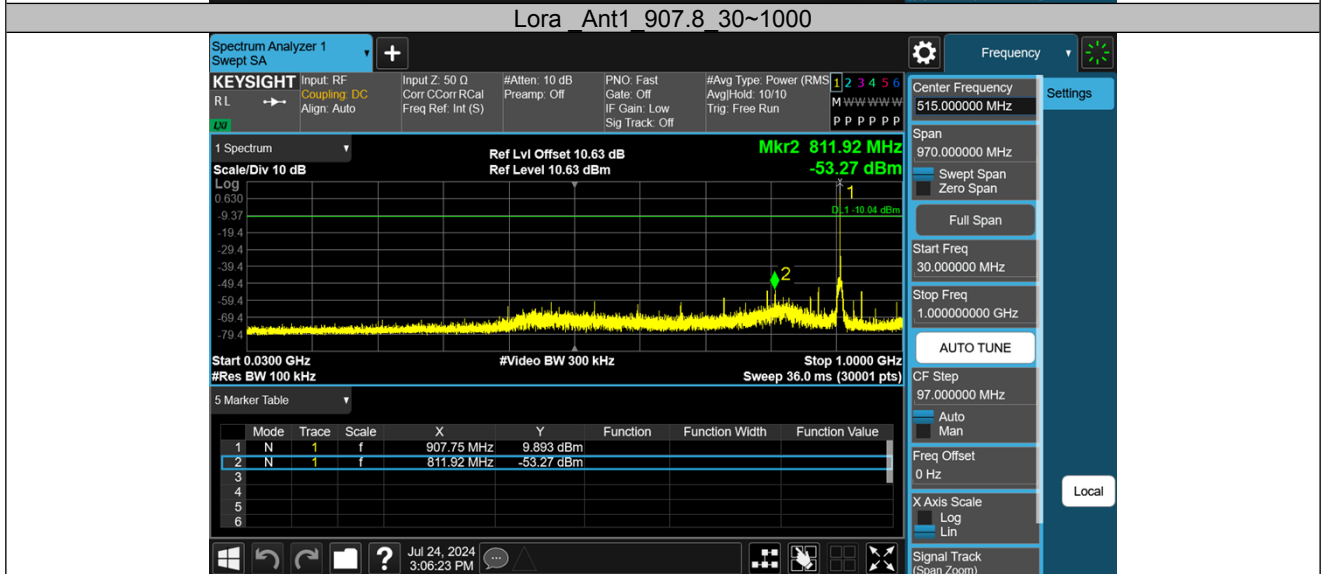 Lora _Ant1_907.8_30~1000
Spectrum Analyzer 1
Swept SA
+
Frequency
KEYSIGHT
RL
LXI
Input: RF
Coupling: DC
Align: Auto
Input Z: 50 Ω
Corr CCorr RCal
Freq Ref: Int (S)
#Atten: 10 dB
Preamp: Off
PNO: Fast
Gate: Off
IF Gain: Low
Sig Track: Off
#Avg Type: Power (RMS
Avg|Hold: 10/10
Trig: Free Run
1 2 3 4 5 6
M W W W W W
P P P P P P
Center Frequency
515.000000 MHz
Settings
1 Spectrum
Scale/Div 10 dB
Ref Lvl Offset 10.63 dB
Ref Level 10.63 dBm
Mkr2 811.92 MHz
-53.27 dBm
Log
0.630
-9.37
-19.4
-29.4
-39.4
-49.4
-59.4
-69.4
-79.4
1
DL1 -10.04 dBm
2
Start 0.0300 GHz
#Res BW 100 kHz
#Video BW 300 kHz
Stop 1.0000 GHz
Sweep 36.0 ms (30001 pts)
Span
970.000000 MHz
Swept Span
Zero Span
Full Span
Start Freq
30.000000 MHz
Stop Freq
1.000000000 GHz
AUTO TUNE
CF Step
97.000000 MHz
Auto
Man
Freq Offset
0 Hz
X Axis Scale
Log
Lin
Signal Track
(Span Zoom)
Local
5 Marker Table
Mode Trace Scale X Y Function Function Width Function Value
1 N 1 f 907.75 MHz 9.893 dBm
2 N 1 f 811.92 MHz -53.27 dBm
3
4
5
6
?
Jul 24, 2024
3:06:23 PM